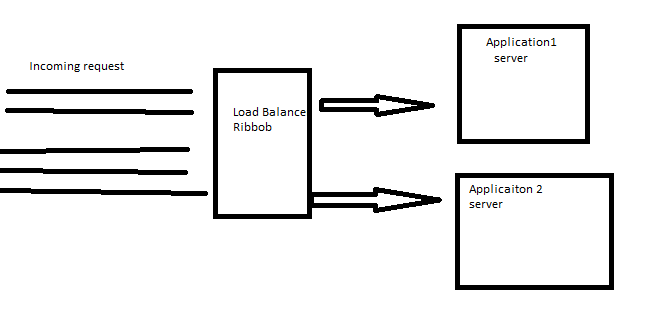 Incoming request
Load Balance
Ribbob
Application1
server
Applicaiton 2
server